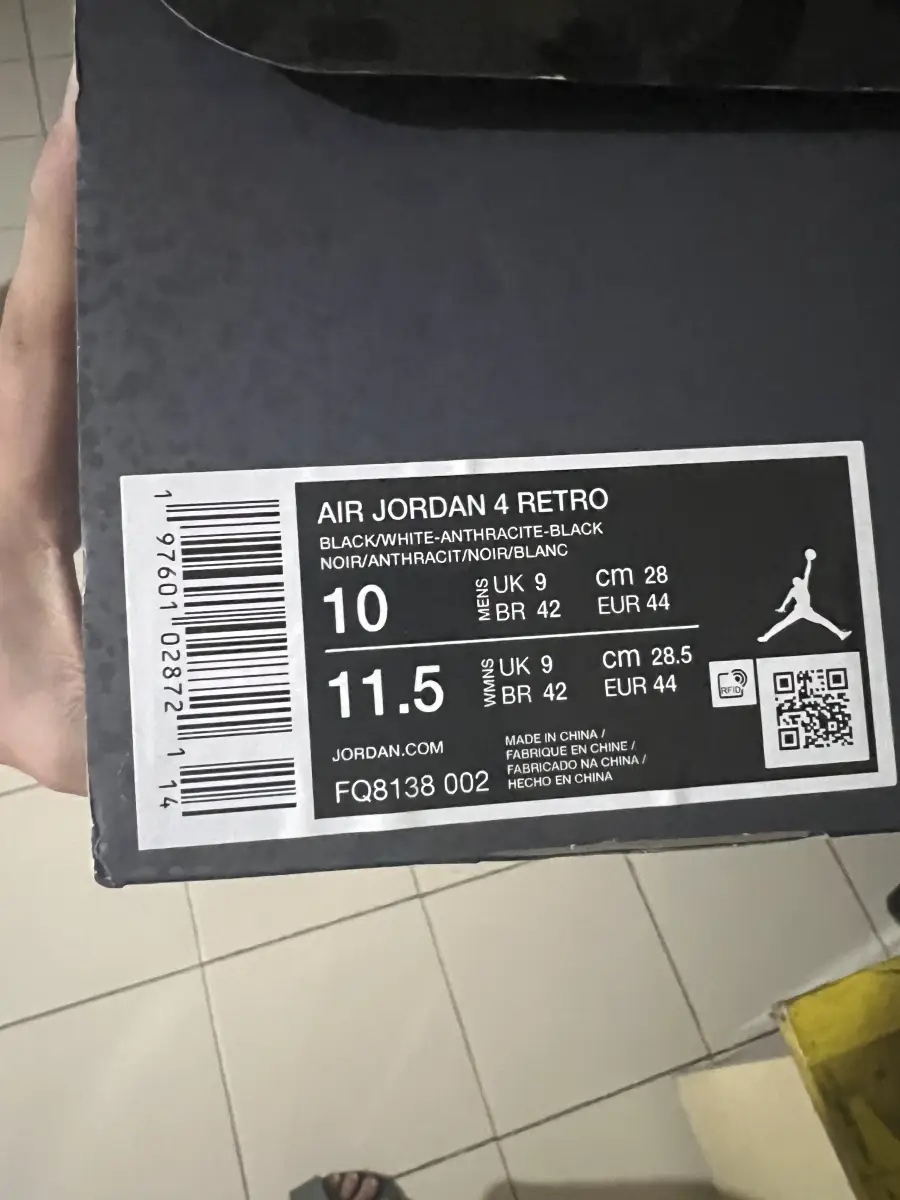 AIR JORDAN 4 RETRO
BLACK/WHITE-ANTHRACITE-BLACK
NOIR/ANTHRACIT/NOIR/BLANC
10 MENS UK 9 cm 28
BR 42 EUR 44
11.5 WMNS UK 9 cm 28.5
BR 42 EUR 44
RFID
JORDAN.COM
FQ8138 002
MADE IN CHINA /
FABRIQUE EN CHINE /
FABRICADO NA CHINA /
HECHO EN CHINA
1 97601 02872 1 14